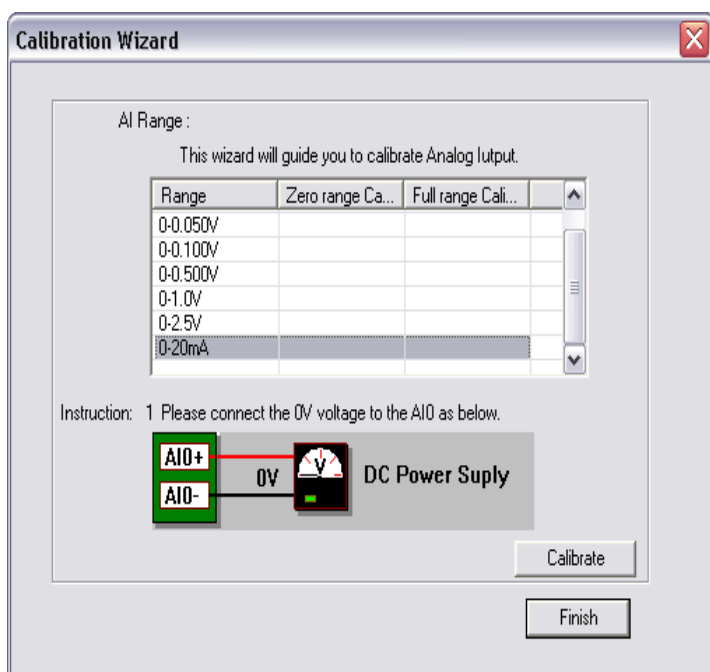 Calibration Wizard
AI Range :
This wizard will guide you to calibrate Analog Iutput.
Range Zero range Ca... Full range Cali...
0-0.050V
0-0.100V
0-0.500V
0-1.0V
0-2.5V
0-20mA
Instruction: 1 Please connect the 0V voltage to the AI0 as below.
AI0+
0V V DC Power Suply
AI0-
Calibrate
Finish